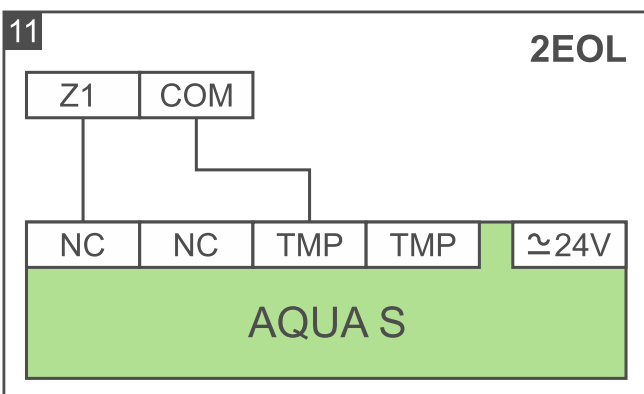 11
2EOL
Z1 COM
NC NC TMP TMP ≃24V
AQUA S